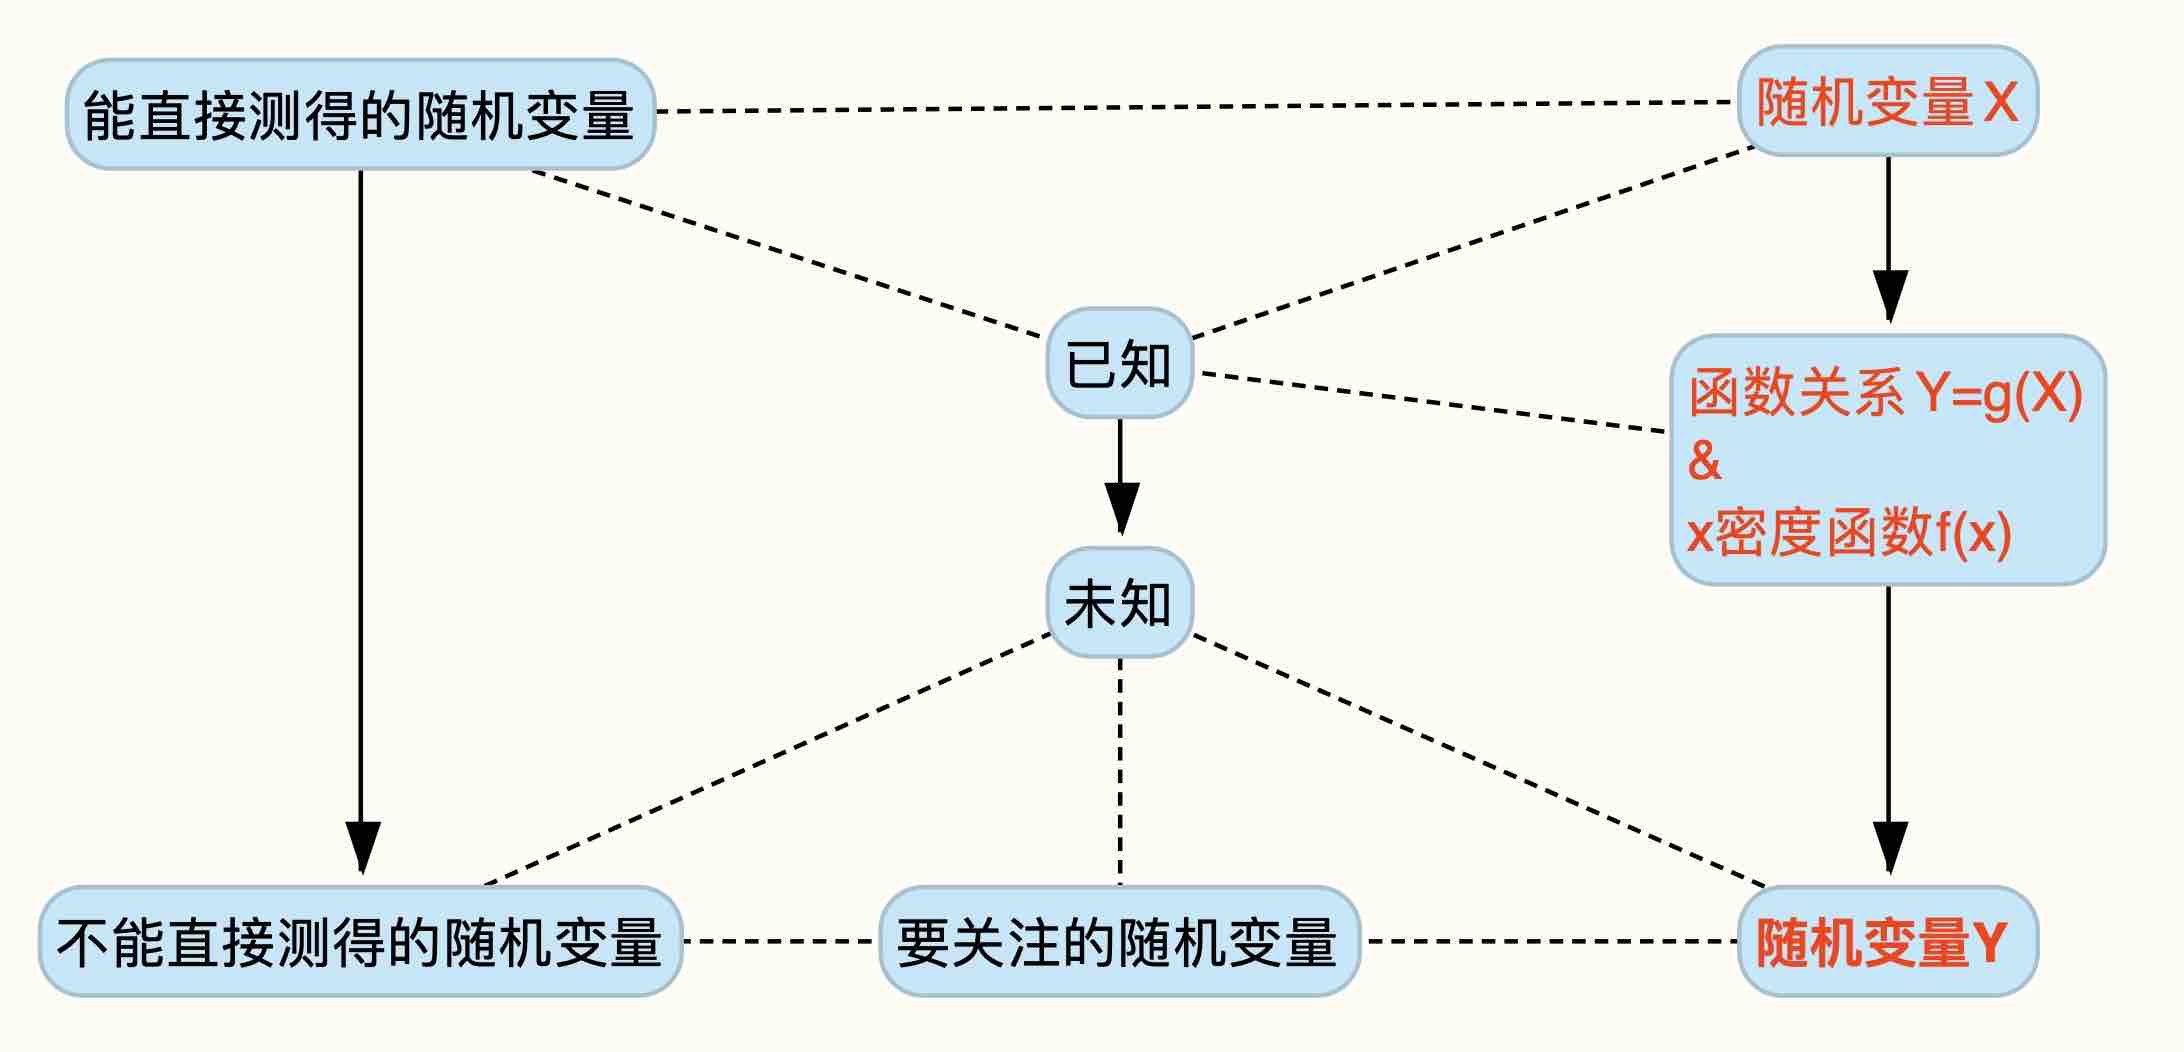 能直接测得的随机变量
随机变量 X
已知
函数关系 Y=g(X)
&
x密度函数f(x)
未知
不能直接测得的随机变量
要关注的随机变量
随机变量Y